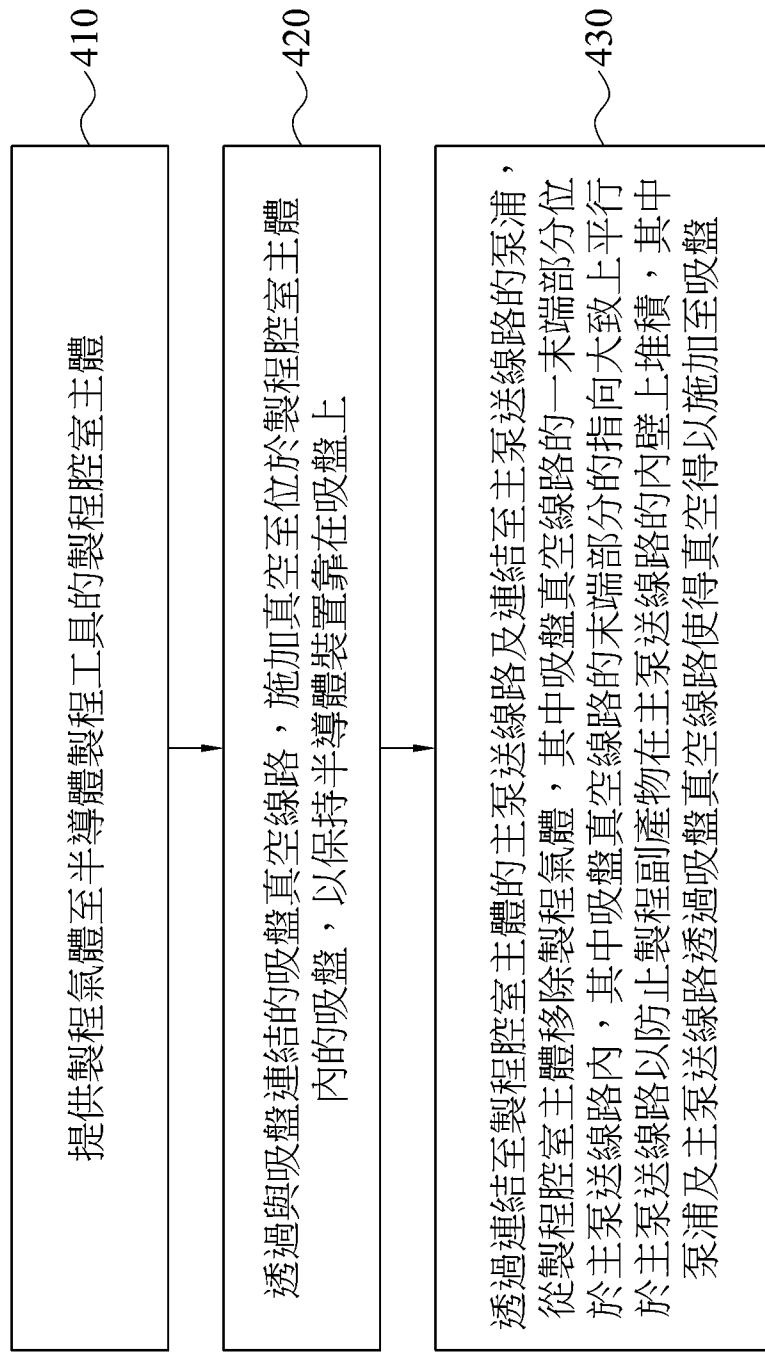 提供製程氣體至半導體製程工具的製程腔室主體
410
透過與吸盤連結的吸盤真空線路，施加真空至位於製程腔室主體
內的吸盤，以保持半導體裝置靠在吸盤上
420
透過連結至製程腔室主體的主泵送線路及連結至主泵送線路的泵浦，
從製程腔室主體移除製程氣體，其中吸盤真空線路的一末端部分位
於主泵送線路內，其中吸盤真空線路的末端部分的指向大致上平行
於主泵送線路以防止製程副產物在主泵送線路的內壁上堆積，其中
泵浦及主泵送線路透過吸盤真空線路使得真空得以施加至吸盤
430